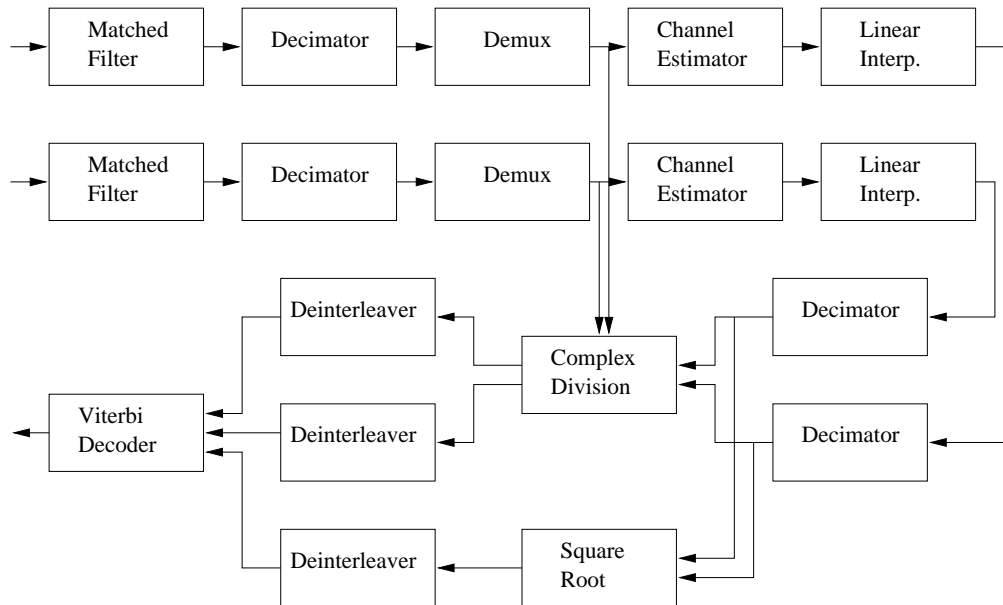 Matched
Filter
Decimator
Demux
Channel
Estimator
Linear
Interp.
Matched
Filter
Decimator
Demux
Channel
Estimator
Linear
Interp.
Deinterleaver
Complex
Division
Decimator
Viterbi
Decoder
Deinterleaver
Decimator
Deinterleaver
Square
Root